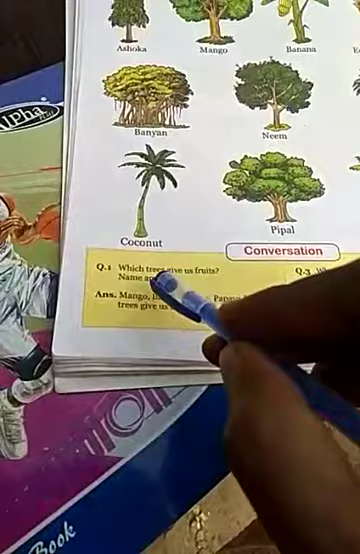 Ashoka Mango Banana
Banyan Neem
Coconut Pipal
Conversation
Q.1 Which trees give us fruits? Q.3
Name
Ans. Mango,
trees give us
Alpha
Book